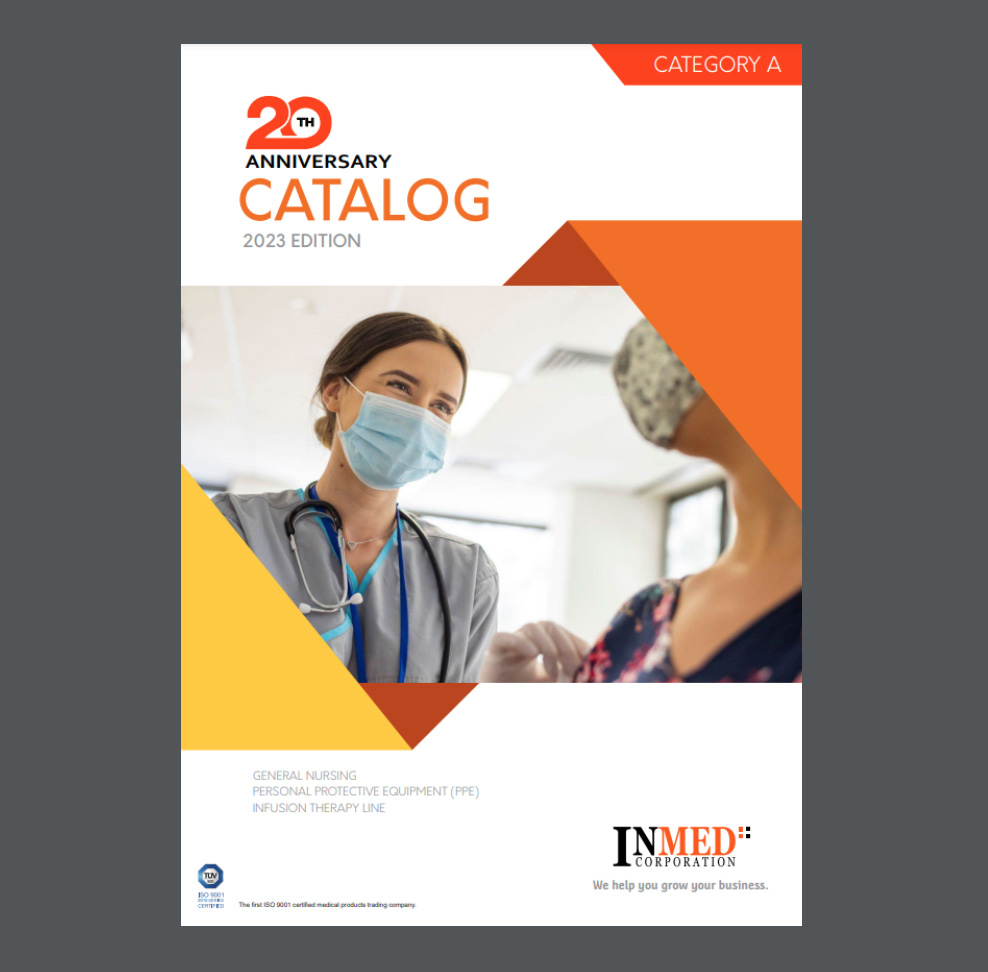 CATEGORY A
20TH
ANNIVERSARY
CATALOG
2023 EDITION
GENERAL NURSING
PERSONAL PROTECTIVE EQUIPMENT (PPE)
INFUSION THERAPY LINE
INMED
CORPORATION
We help you grow your business.
TÜV
ISO 9001
CERTIFIED
The first ISO 9001 certified medical products trading company.